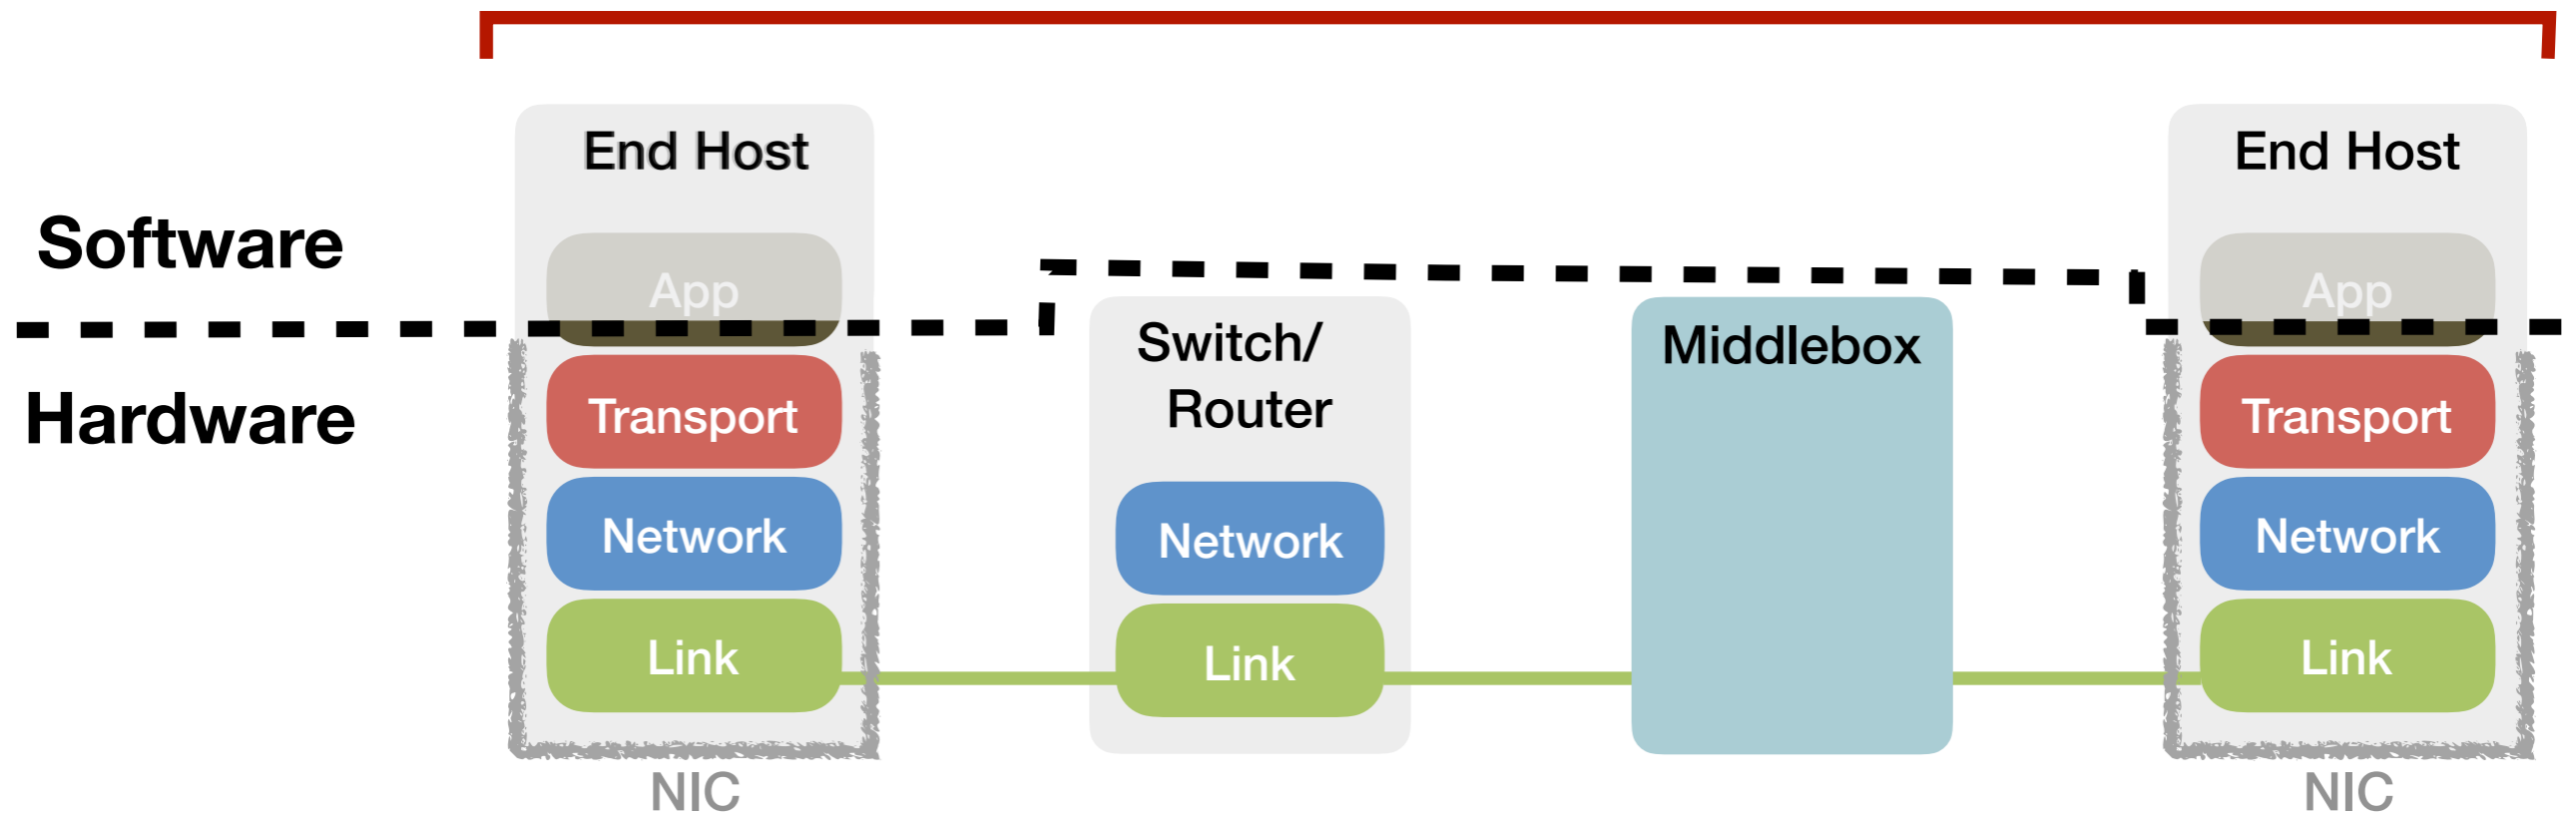 Software
Hardware
End Host
App
Transport
Network
Link
NIC
Switch/
Router
Network
Link
Middlebox
End Host
App
Transport
Network
Link
NIC